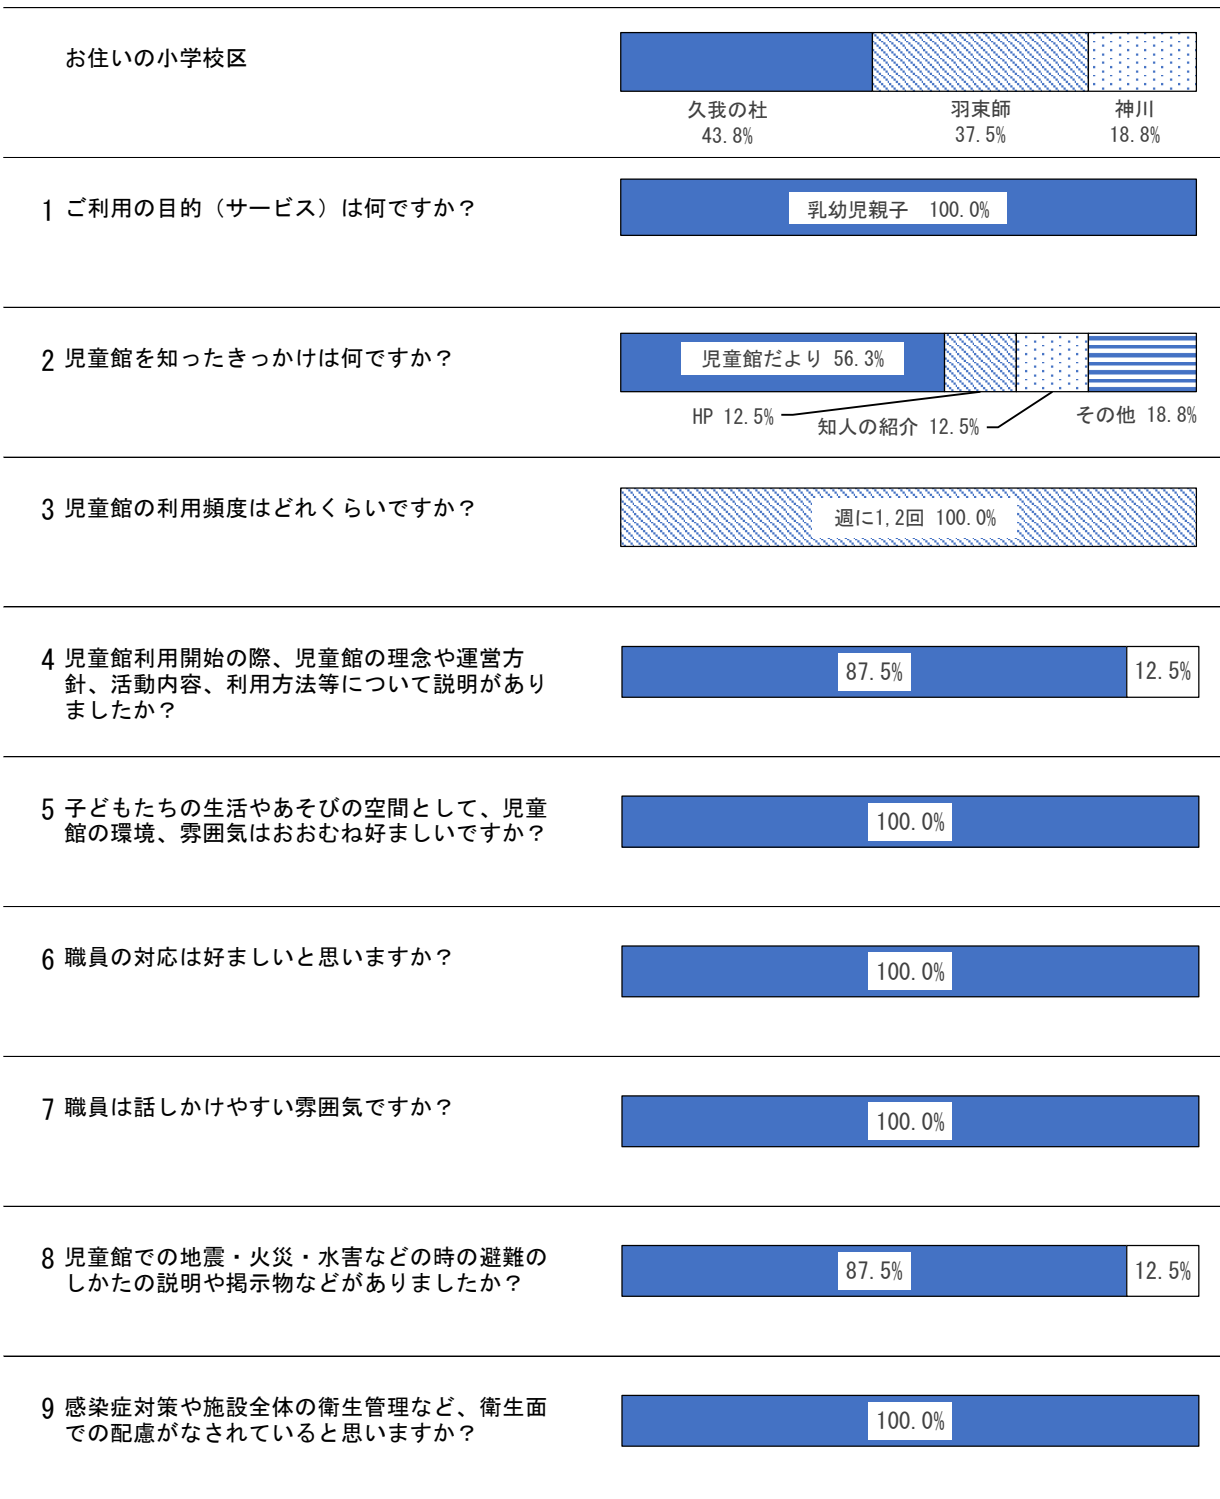 お住いの小学校区
久我の杜
43.8%
羽束師
37.5%
神川
18.8%
1 ご利用の目的（サービス）は何ですか？
乳幼児親子 100.0%
2 児童館を知ったきっかけは何ですか？
児童館だより 56.3%
HP 12.5%
知人の紹介 12.5%
その他 18.8%
3 児童館の利用頻度はどれくらいですか？
週に1,2回 100.0%
4 児童館利用開始の際、児童館の理念や運営方
針、活動内容、利用方法等について説明があり
ましたか？
87.5%
12.5%
5 子どもたちの生活やあそびの空間として、児童
館の環境、雰囲気はおおむね好ましいですか？
100.0%
6 職員の対応は好ましいと思いますか？
100.0%
7 職員は話しかけやすい雰囲気ですか？
100.0%
8 児童館での地震・火災・水害などの時の避難の
しかたの説明や掲示物などがありましたか？
87.5%
12.5%
9 感染症対策や施設全体の衛生管理など、衛生面
での配慮がなされていると思いますか？
100.0%